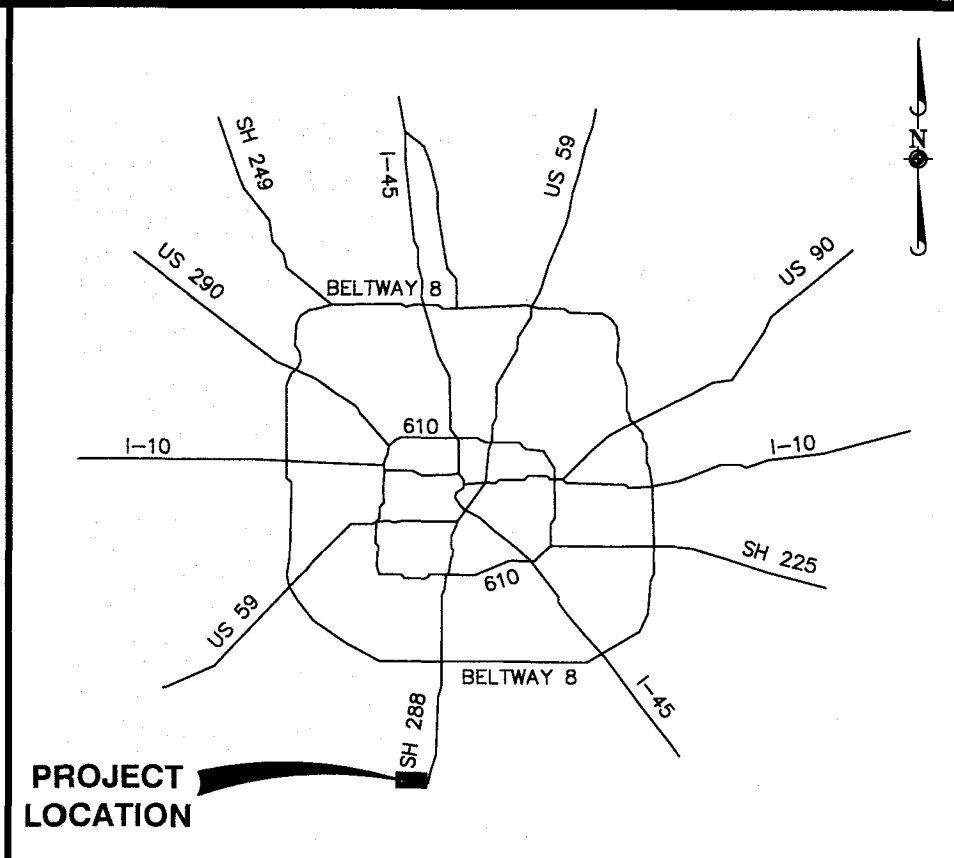 SH 249
I-45
US 59
N
US 290
BELTWAY 8
US 90
610
I-10
I-10
SH 225
610
US 59
BELTWAY 8
I-45
SH 288
PROJECT
LOCATION